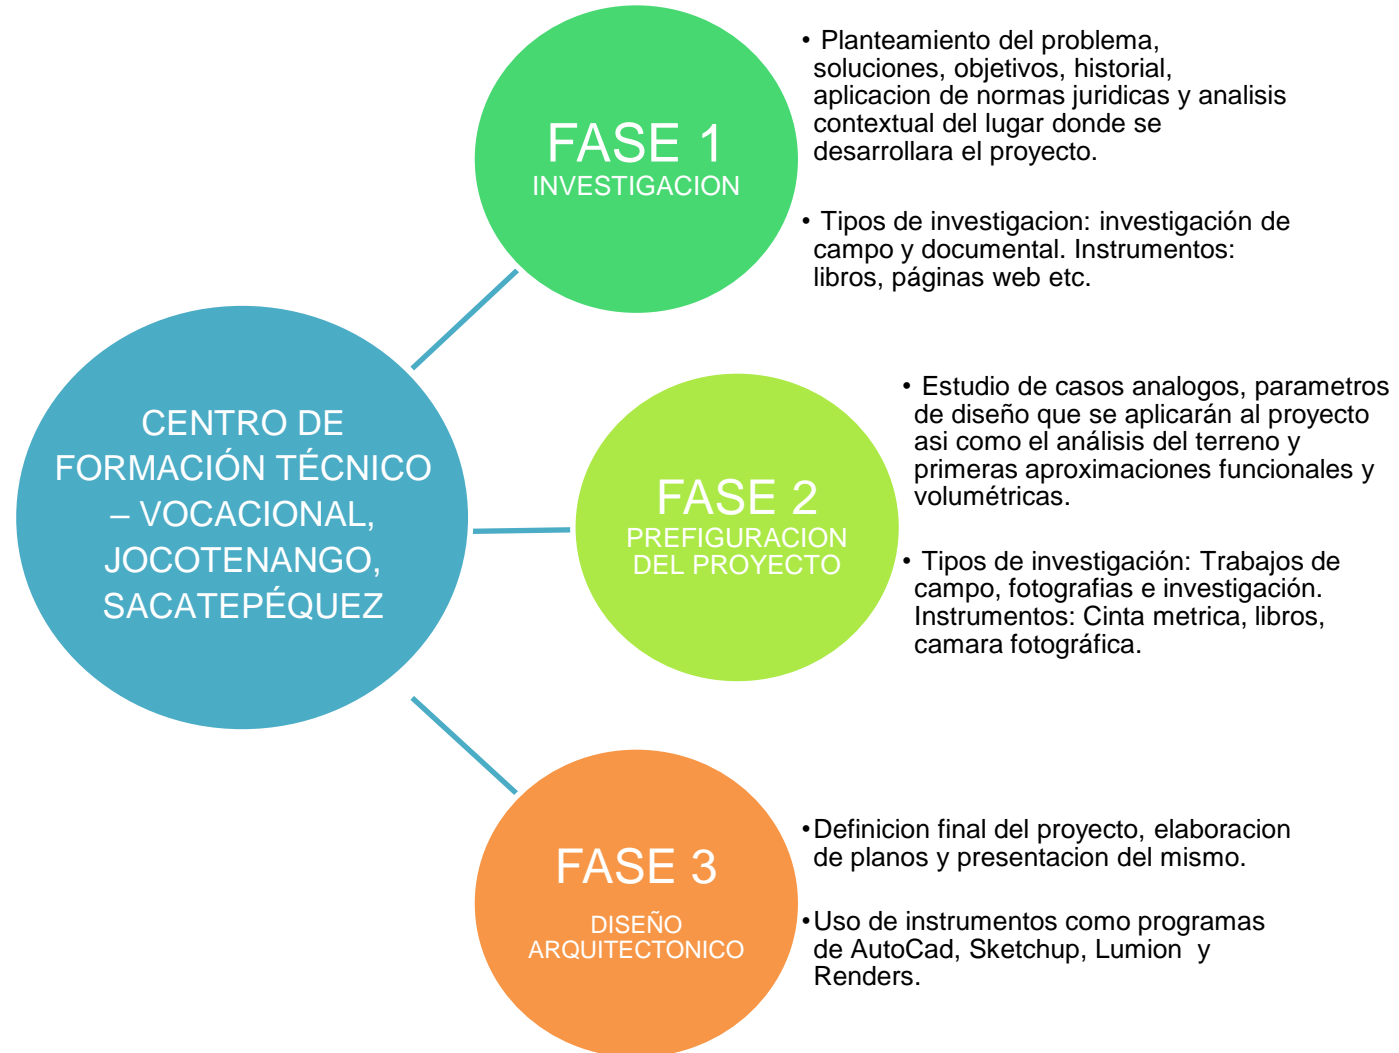 CENTRO DE
FORMACIÓN TÉCNICO
– VOCACIONAL,
JOCOTENANGO,
SACATEPÉQUEZ
FASE 1
INVESTIGACION
• Planteamiento del problema,
soluciones, objetivos, historial,
aplicacion de normas juridicas y analisis
contextual del lugar donde se
desarrollara el proyecto.
• Tipos de investigacion: investigación de
campo y documental. Instrumentos:
libros, páginas web etc.
FASE 2
PREFIGURACION
DEL PROYECTO
• Estudio de casos analogos, parametros
de diseño que se aplicarán al proyecto
asi como el análisis del terreno y
primeras aproximaciones funcionales y
volumétricas.
• Tipos de investigación: Trabajos de
campo, fotografias e investigación.
Instrumentos: Cinta metrica, libros,
camara fotográfica.
FASE 3
DISEÑO
ARQUITECTONICO
•Definicion final del proyecto, elaboracion
de planos y presentacion del mismo.
•Uso de instrumentos como programas
de AutoCad, Sketchup, Lumion y
Renders.